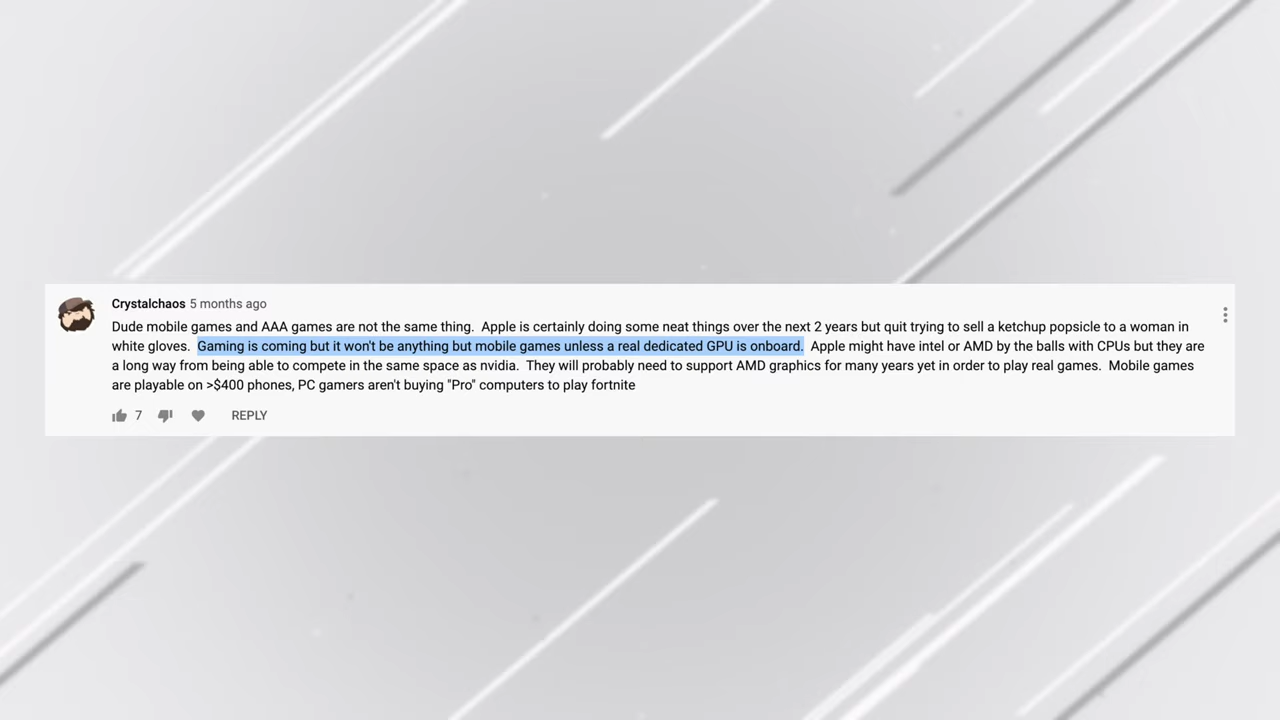 Crystalchaos 5 months ago
Dude mobile games and AAA games are not the same thing.  Apple is certainly doing some neat things over the next 2 years but quit trying to sell a ketchup popsicle to a woman in
white gloves.  Gaming is coming but it won't be anything but mobile games unless a real dedicated GPU is onboard.  Apple might have intel or AMD by the balls with CPUs but they are
a long way from being able to compete in the same space as nvidia.  They will probably need to support AMD graphics for many years yet in order to play real games.  Mobile games
are playable on >$400 phones, PC gamers aren't buying "Pro" computers to play fortnite
7 REPLY